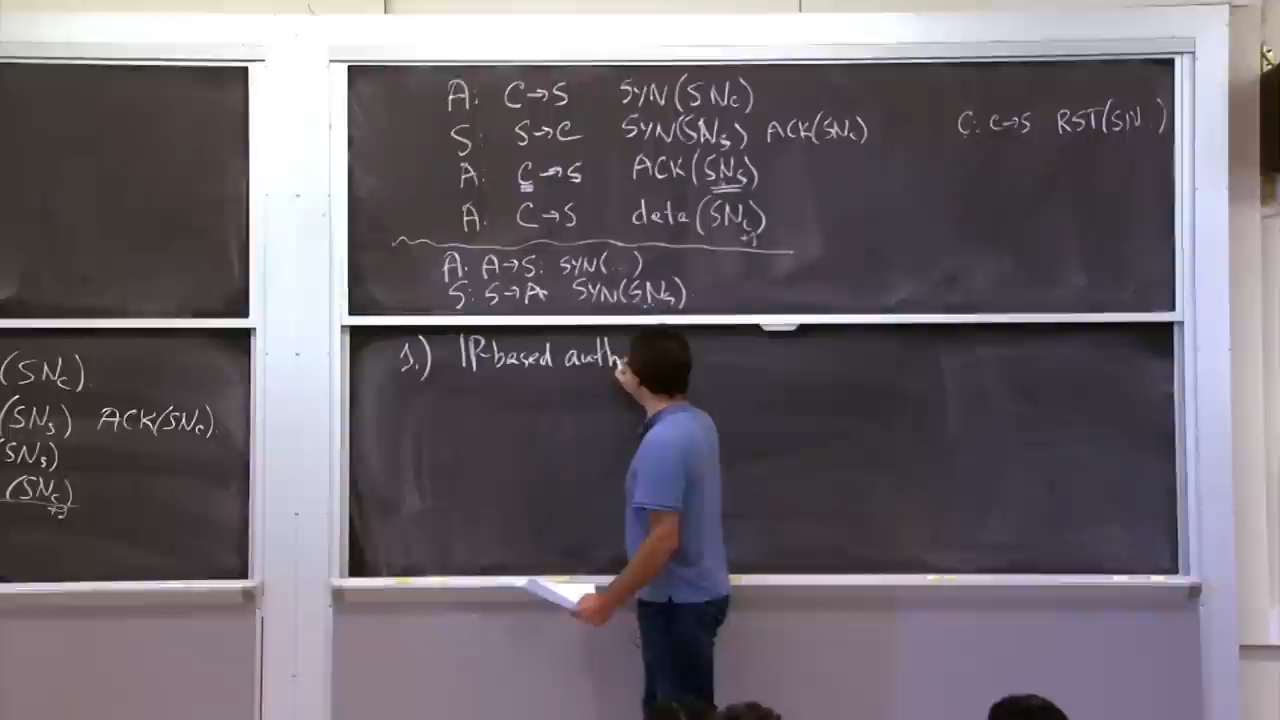 (SNc).
(SNs) ACK(SNc).
(SNs)
(SNc)
+1
A: C→S SYN(SNc)
S: S→C SYN(SNs) ACK(SNc)
A: C→S ACK(SNs)
A: C→S data(SNc)
+1
A: A→S: SYN(..)
S: S→A: SYN(SNs).
C: C→S RST(SN..)
1.) IP-based auth